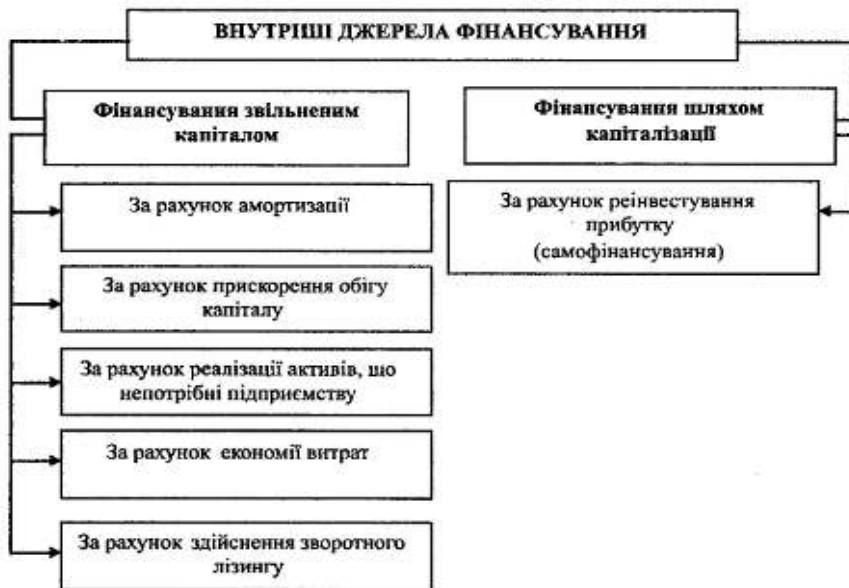 ВНУТРИШІ ДЖЕРЕЛА ФІНАНСУВАННЯ
Фінансування звільненим
капіталом
Фінансування шляхом
капіталізації
За рахунок амортизації
За рахунок реінвестування
прибутку
(самофінансування)
За рахунок прискорення обігу
капіталу
За рахунок реалізації активів, що
непотрібні підприємству
За рахунок економії витрат
За рахунок здійснення зворотного
лізингу